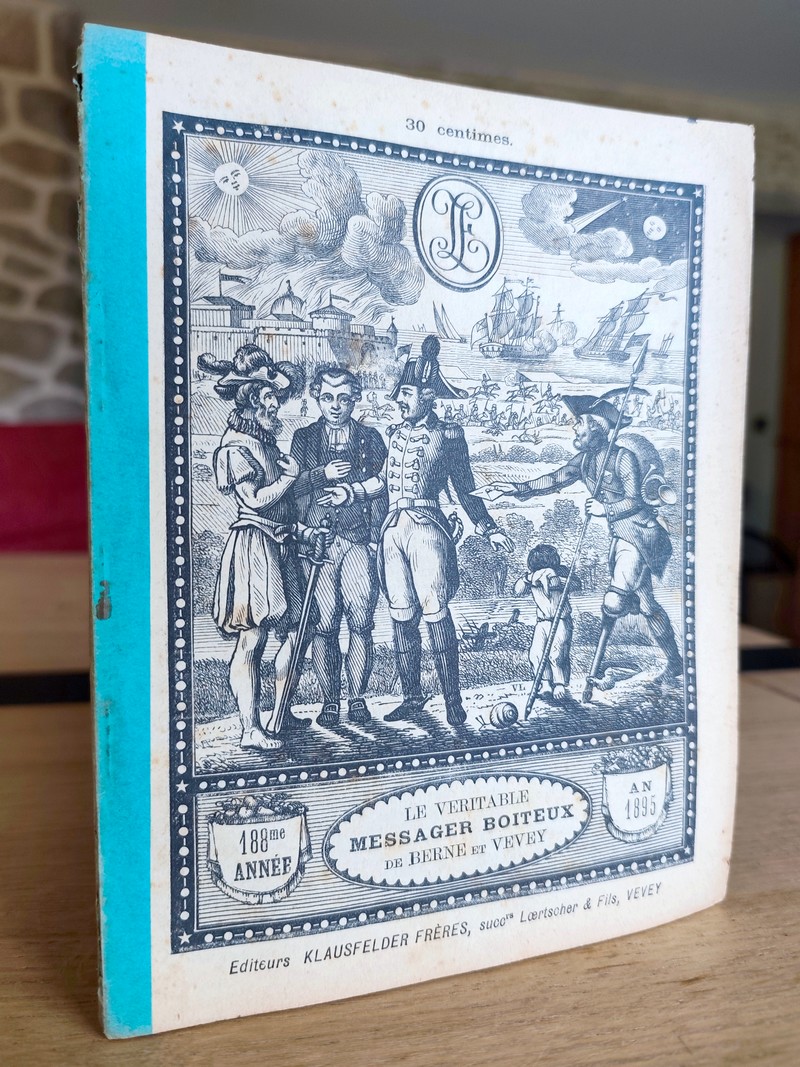 30 centimes.
VL
188me
ANNÉE
LE VERITABLE
MESSAGER BOITEUX
DE BERNE ET VEVEY
AN
1895
Editeurs KLAUSFELDER FRÈRES, succrs Lœrtscher & Fils, VEVEY